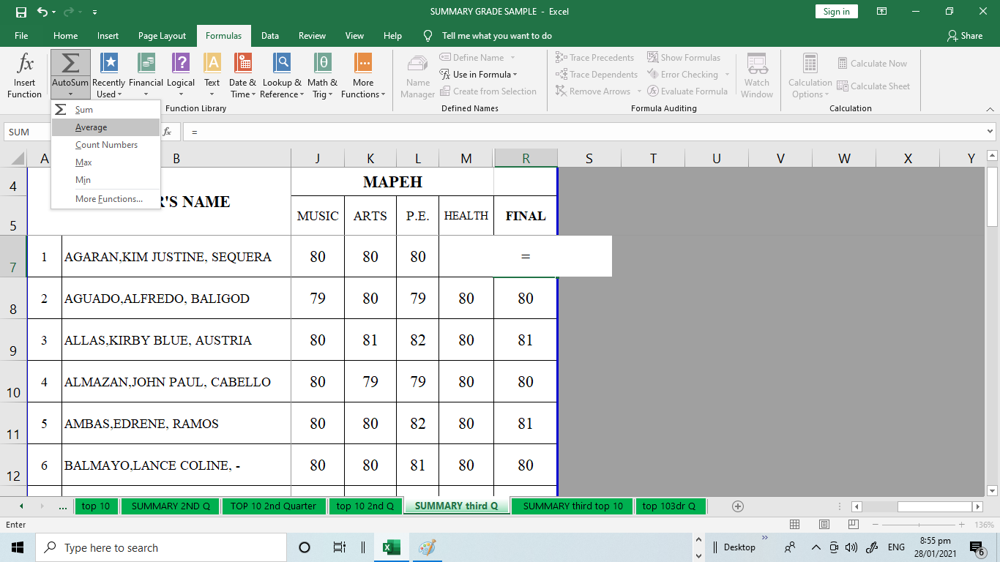 SUMMARY GRADE SAMPLE - Excel
Sign in
File Home Insert Page Layout Formulas Data Review View Help Tell me what you want to do Share
fx Σ ? A θ
Insert Function AutoSum Recently Used Financial Logical Text Date & Time Lookup & Reference Math & Trig More Functions
Name Manager Define Name Use in Formula Create from Selection
Trace Precedents Trace Dependents Remove Arrows Show Formulas Error Checking Evaluate Formula
fx Watch Window Calculation Options Calculate Now Calculate Sheet
Function Library Defined Names Formula Auditing Calculation
Σ Sum
Average
Count Numbers
Max
Min
More Functions...
SUM fx =
A B J K L M R S T U V W X Y
4 MAPEH
R'S NAME
5 MUSIC ARTS P.E. HEALTH FINAL
7 1 AGARAN,KIM JUSTINE, SEQUERA 80 80 80 =
8 2 AGUADO,ALFREDO, BALIGOD 79 80 79 80 80
9 3 ALLAS,KIRBY BLUE, AUSTRIA 80 81 82 80 81
10 4 ALMAZAN,JOHN PAUL, CABELLO 80 79 79 80 80
11 5 AMBAS,EDRENE, RAMOS 80 80 82 80 81
12 6 BALMAYO,LANCE COLINE, - 80 80 81 80 80
... top 10 SUMMARY 2ND Q TOP 10 2nd Quarter top 10 2nd Q SUMMARY third Q SUMMARY third top 10 top 103dr Q
Enter 136%
Type here to search Desktop ENG 8:55 pm
28/01/2021 6